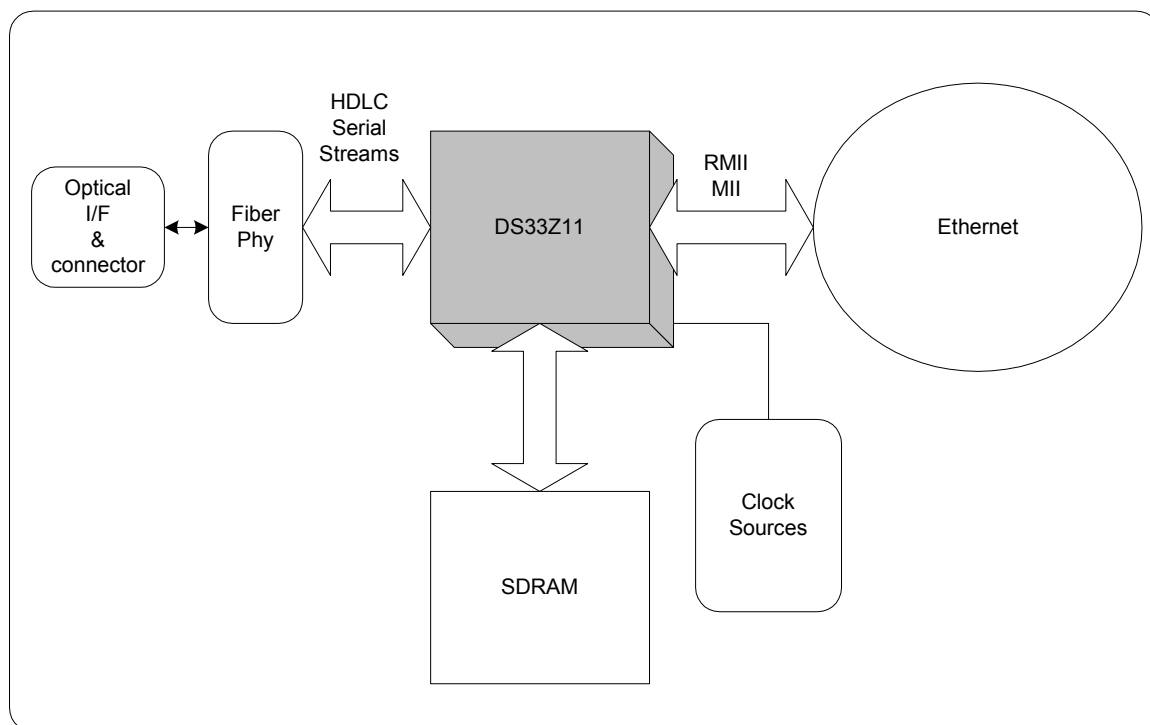 HDLC
Serial
Streams
RMII
MII
Optical
I/F
&
connector
Fiber
Phy
DS33Z11
Ethernet
Clock
Sources
SDRAM